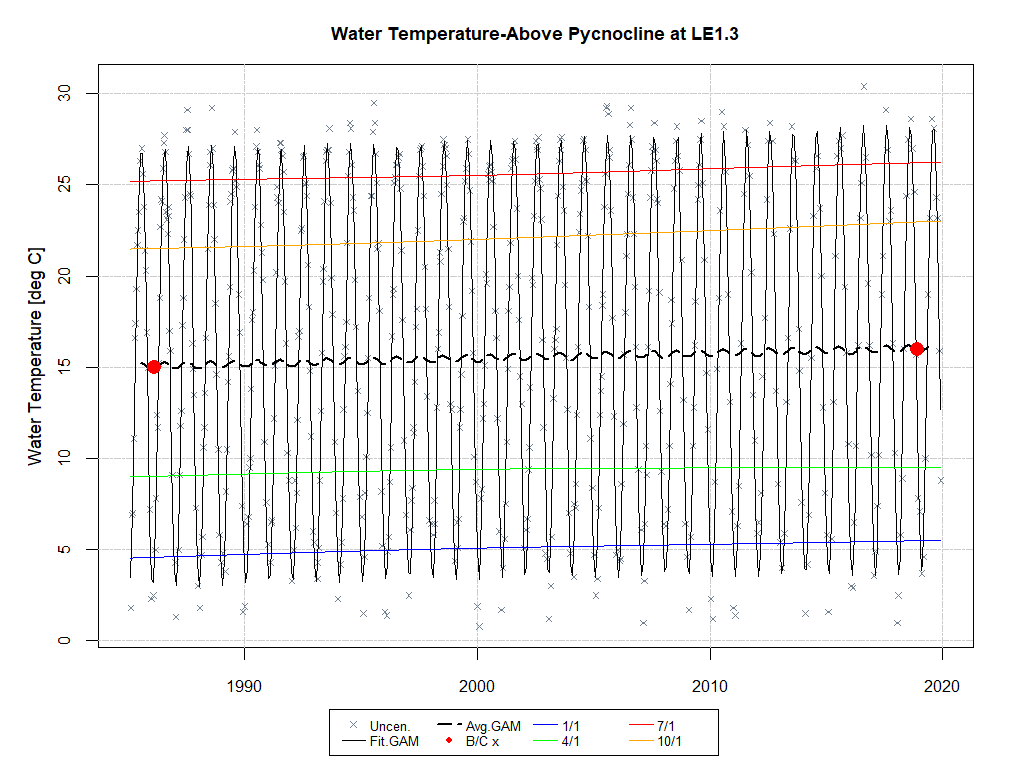 Water Temperature-Above Pycnocline at LE1.3
Water Temperature [deg C]
30
25
20
15
10
5
0
1990 2000 2010 2020
Uncen. Avg.GAM 1/1 7/1
Fit.GAM B/C x 4/1 10/1